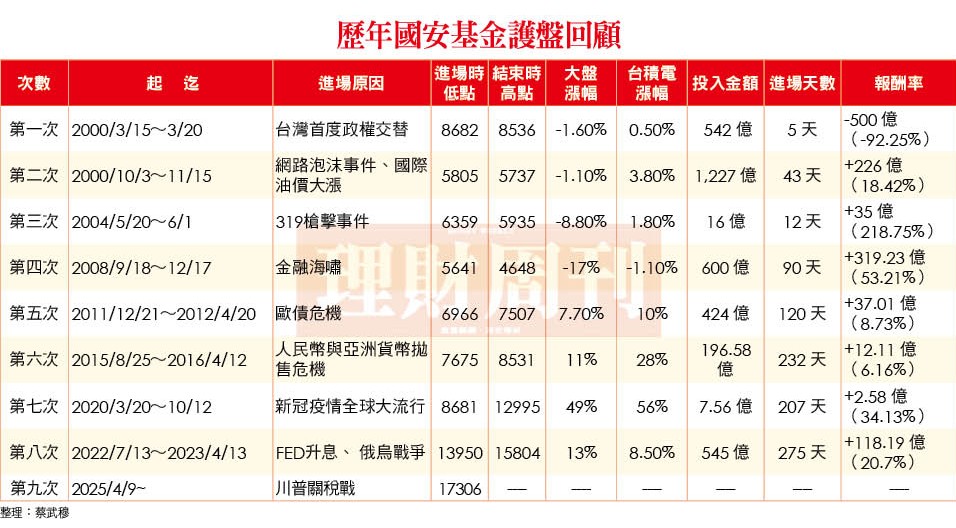 歷年國安基金護盤回顧
次數 起 迄 進場原因 進場時低點 結束時高點 大盤漲幅 台積電漲幅 投入金額 進場天數 報酬率
第一次 2000/3/15～3/20 台灣首度政權交替 8682 8536 -1.60% 0.50% 542 億 5 天 -500 億（-92.25%）
第二次 2000/10/3～11/15 網路泡沫事件、國際油價大漲 5805 5737 -1.10% 3.80% 1,227 億 43 天 +226 億（18.42%）
第三次 2004/5/20～6/1 319槍擊事件 6359 5935 -8.80% 1.80% 16 億 12 天 +35 億（218.75%）
第四次 2008/9/18～12/17 金融海嘯 5641 4648 -17% -1.10% 600 億 90 天 +319.23 億（53.21%）
第五次 2011/12/21～2012/4/20 歐債危機 6966 7507 7.70% 10% 424 億 120 天 +37.01 億（8.73%）
第六次 2015/8/25～2016/4/12 人民幣與亞洲貨幣拋售危機 7675 8531 11% 28% 196.58 億 232 天 +12.11 億（6.16%）
第七次 2020/3/20～10/12 新冠疫情全球大流行 8681 12995 49% 56% 7.56 億 207 天 +2.58 億（34.13%）
第八次 2022/7/13～2023/4/13 FED升息、俄烏戰爭 13950 15804 13% 8.50% 545 億 275 天 +118.19 億（20.7%）
第九次 2025/4/9~ 川普關稅戰 17306 — — — — — —
理財周刊
整理：蔡武穆